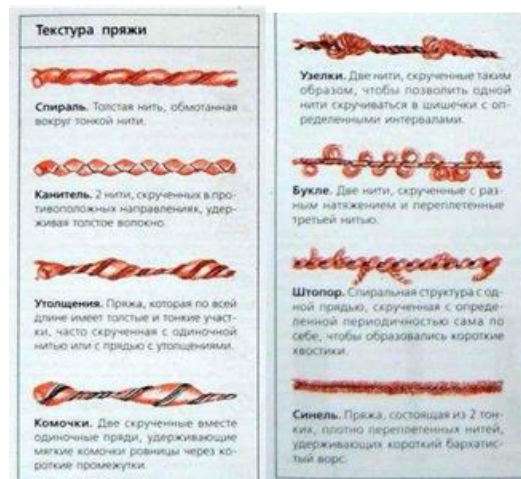 Текстура пряжи
Спираль. Толстая нить, обмотанная
вокруг тонкой нити.
Канитель. 2 нити, скрученных в про-
тивоположных направлениях, удер-
живая толстое волокно.
Утолщения. Пряжа, которая по всей
длине имеет толстые и тонкие участ-
ки, часто скрученная с одиночной
нитью или с прядью с утолщениями.
Комочки. Две скрученные вместе
одиночные пряди, удерживающие
мягкие комочки ровницы через ко-
роткие промежутки.
Узелки. Две нити, скрученные таким
образом, чтобы позволить одной
нити скручиваться в шишечки с оп-
ределенными интервалами.
Букле. Две нити, скрученные с раз-
ным натяжением и переплетенные
третьей нитью.
Штопор. Спиральная структура с од-
ной прядью, скрученная с опреде-
ленной периодичностью сама по
себе, чтобы образовались короткие
хвостики.
Синель. Пряжа, состоящая из 2 тон-
ких, плотно переплетенных нитей,
удерживающих короткий бархатис-
тый ворс.